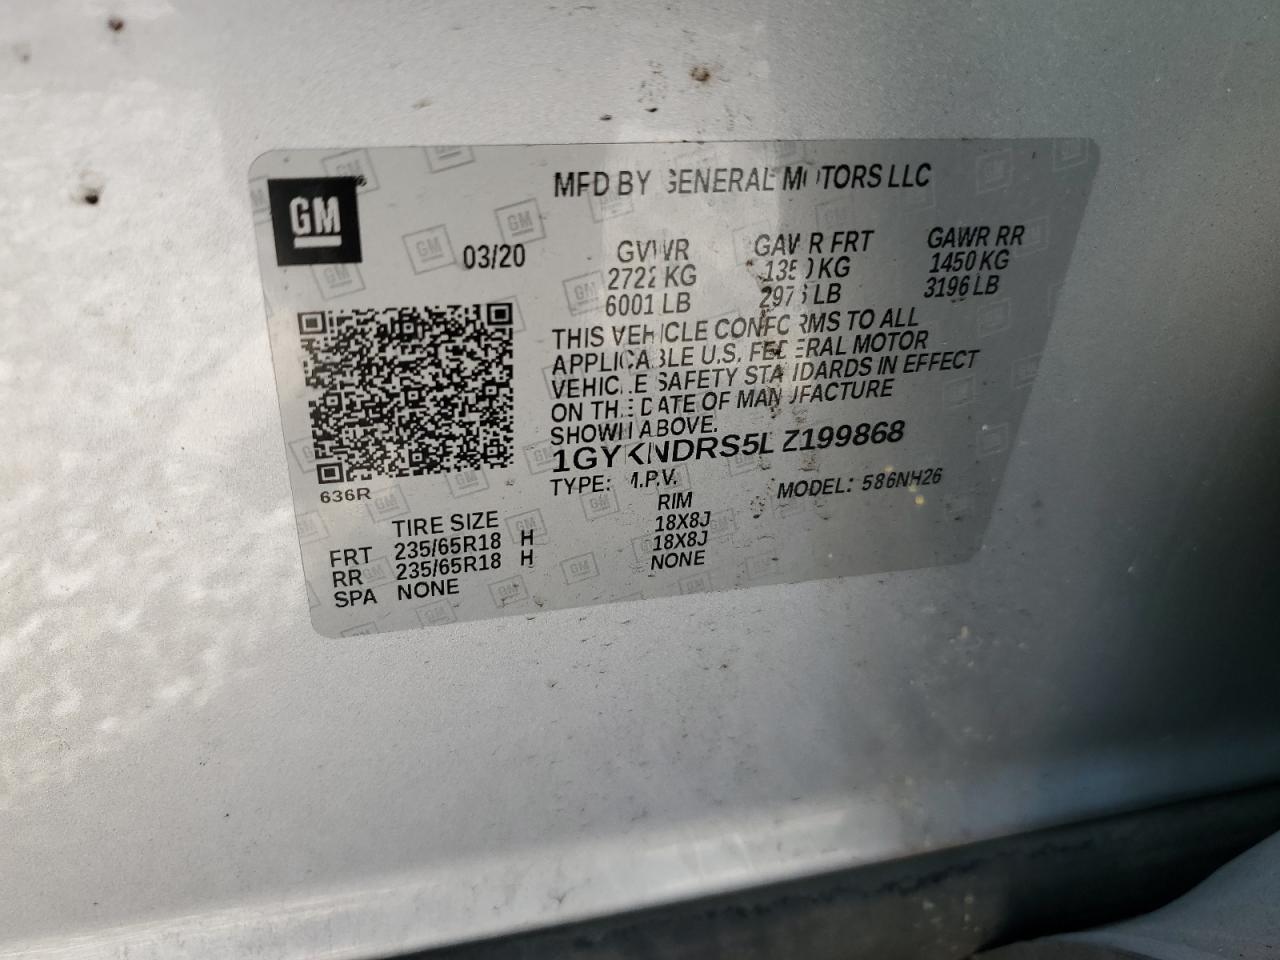 MFD BY GENERAL MOTORS LLC
GM
03/20
GVWR GAWR FRT GAWR RR
2722 KG 1350 KG 1450 KG
6001 LB 2976 LB 3196 LB
THIS VEHICLE CONFORMS TO ALL
APPLICABLE U.S. FEDERAL MOTOR
VEHICLE SAFETY STANDARDS IN EFFECT
ON THE DATE OF MANUFACTURE
SHOWN ABOVE.
1GYKNDRS5LZ199868
TYPE: M.P.V. MODEL: 586NH26
636R
TIRE SIZE RIM
FRT 235/65R18 H 18X8J
RR 235/65R18 H 18X8J
SPA NONE NONE